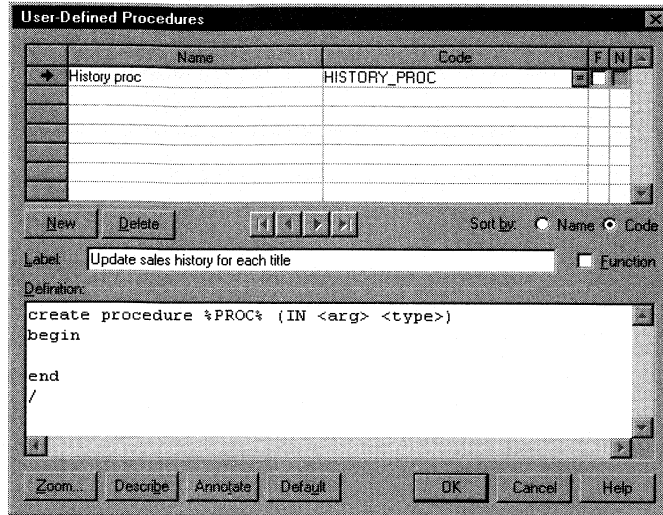 User-Defined Procedures
Name Code F N
History proc HISTORY_PROC =
New Delete Sort by: Name Code
Label: Update sales history for each title Function
Definition:
create procedure %PROC% (IN <arg> <type>)
begin
end
/
Zoom... Describe Annotate Default OK Cancel Help